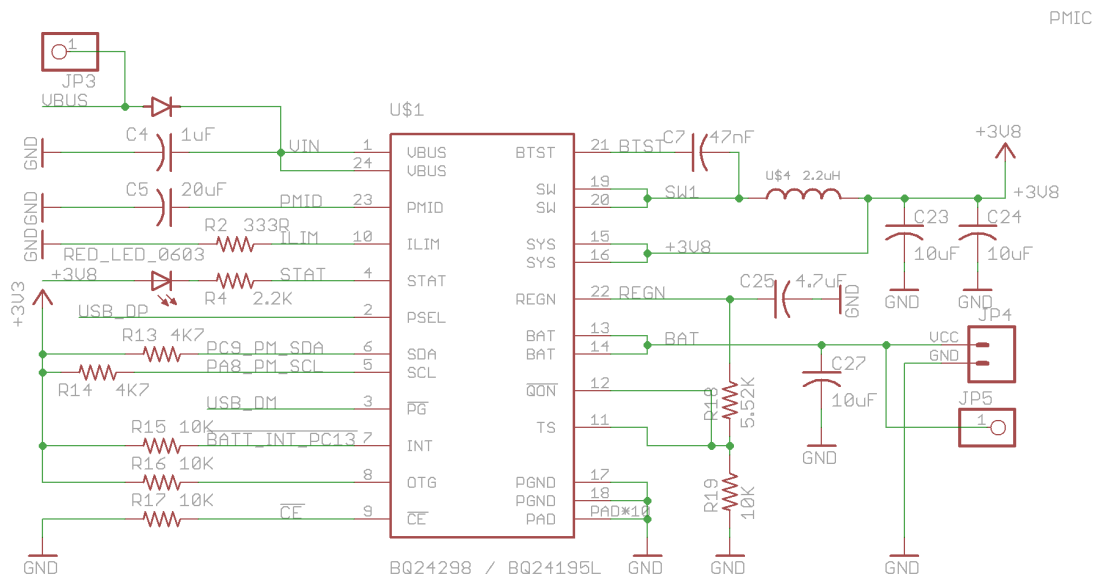 PMIC
1
JP3
VBUS
U$1
C4 1uF
GND
VIN
1
24
VBUS
VBUS
C5 20uF
GND
PMID
23
PMID
R2 333R
GND
ILIM
10
ILIM
RED_LED_0603
+3V8
STAT
4
STAT
R4 2.2K
+3V3
USB_DP
2
PSEL
R13 4K7
PC9_PM_SDA
6
SDA
PA8_PM_SCL
5
SCL
R14 4K7
USB_DM
3
PG
R15 10K
BATT_INT_PC13
7
INT
R16 10K
8
OTG
R17 10K
CE
9
CE
GND
BTST
21
BTST
C7 47nF
SW
SW
19
20
SW1
U$4 2.2uH
+3V8
+3V8
SYS
SYS
15
16
+3V8
C23
10uF
GND
C24
10uF
GND
REGN
22
REGN
C25 4.7uF
GND
BAT
BAT
13
14
BAT
C27
10uF
GND
JP4
VCC
GND
JP5
1
QON
12
R18
5.52K
TS
11
R19
10K
PGND
PGND
PAD
17
18
PAD*10
GND
GND
GND
BQ24298 / BQ24195L